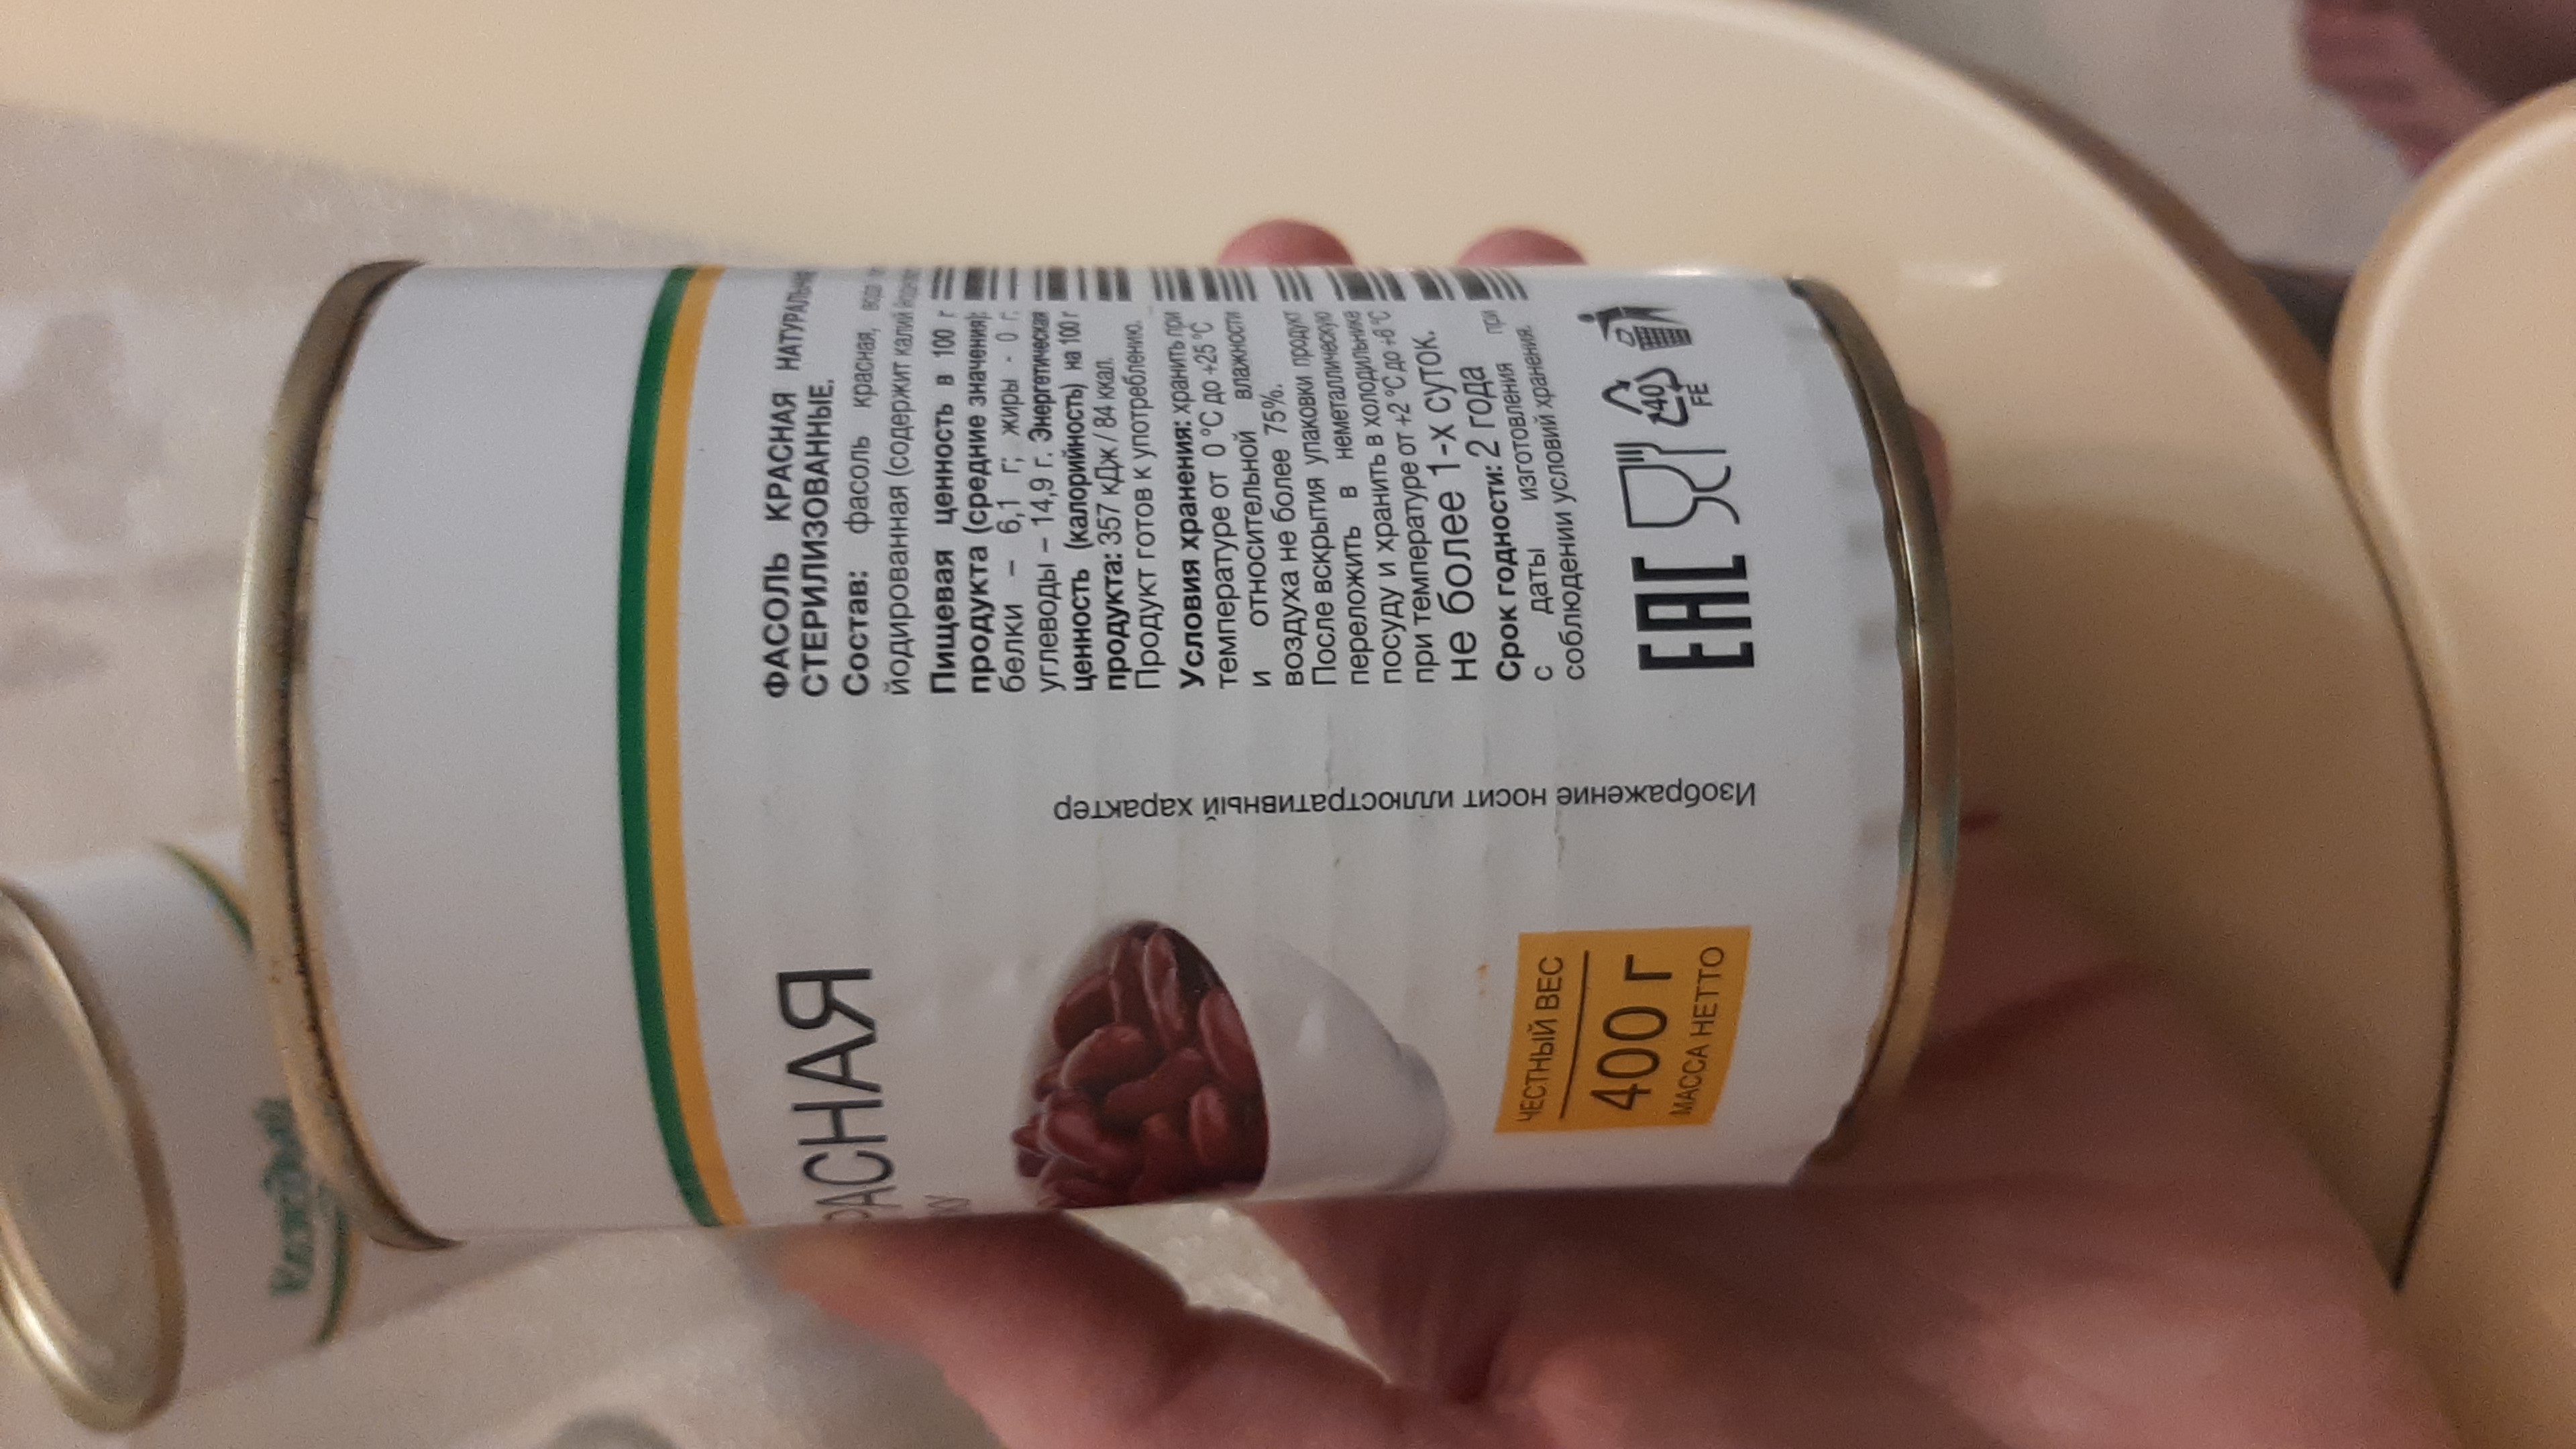 РАСНАЯ
ЧЕСТНЫЙ ВЕС
400 г
МАССА НЕТТО
Изображение носит иллюстративный характер
ФАСОЛЬ КРАСНАЯ
СТЕРИЛИЗОВАННЫЕ.
Состав: фасоль красная, вода
йодированная (содержит калий
Пищевая ценность в 100 г
продукта (средние значения):
белки – 6,1 г; жиры - 0 г;
углеводы – 14,9 г. Энергетическая
ценность (калорийность) на 100 г
продукта: 357 кДж / 84 ккал.
Продукт готов к употреблению.
Условия хранения: хранить при
температуре от 0 °С до +25 °С
и относительной влажности
воздуха не более 75%.
После вскрытия упаковки продукт
переложить в неметаллическую
посуду и хранить в холодильнике
при температуре от +2 °С до +6 °С
не более 1-х суток.
Срок годности: 2 года
с даты изготовления при
соблюдении условий хранения.
EAC
40
FE